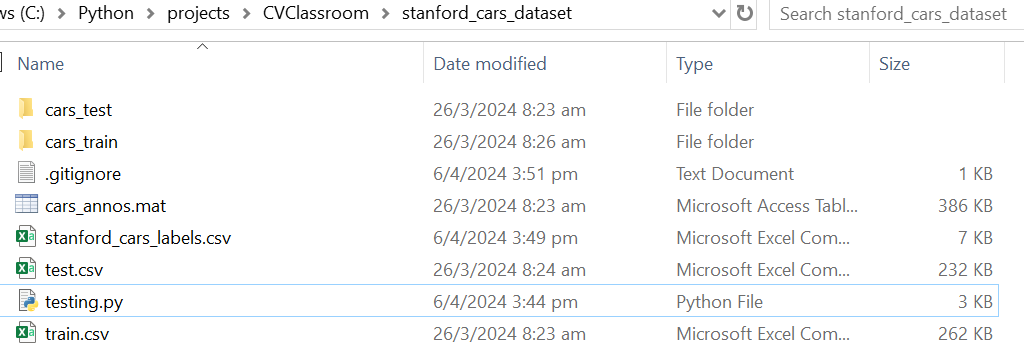 ws (C:) > Python > projects > CVClassroom > stanford_cars_dataset Search stanford_cars_dataset
Name Date modified Type Size
cars_test 26/3/2024 8:23 am File folder
cars_train 26/3/2024 8:26 am File folder
.gitignore 6/4/2024 3:51 pm Text Document 1 KB
cars_annos.mat 26/3/2024 8:23 am Microsoft Access Tabl... 386 KB
stanford_cars_labels.csv 6/4/2024 3:49 pm Microsoft Excel Com... 7 KB
test.csv 26/3/2024 8:24 am Microsoft Excel Com... 232 KB
testing.py 6/4/2024 3:44 pm Python File 3 KB
train.csv 26/3/2024 8:23 am Microsoft Excel Com... 262 KB